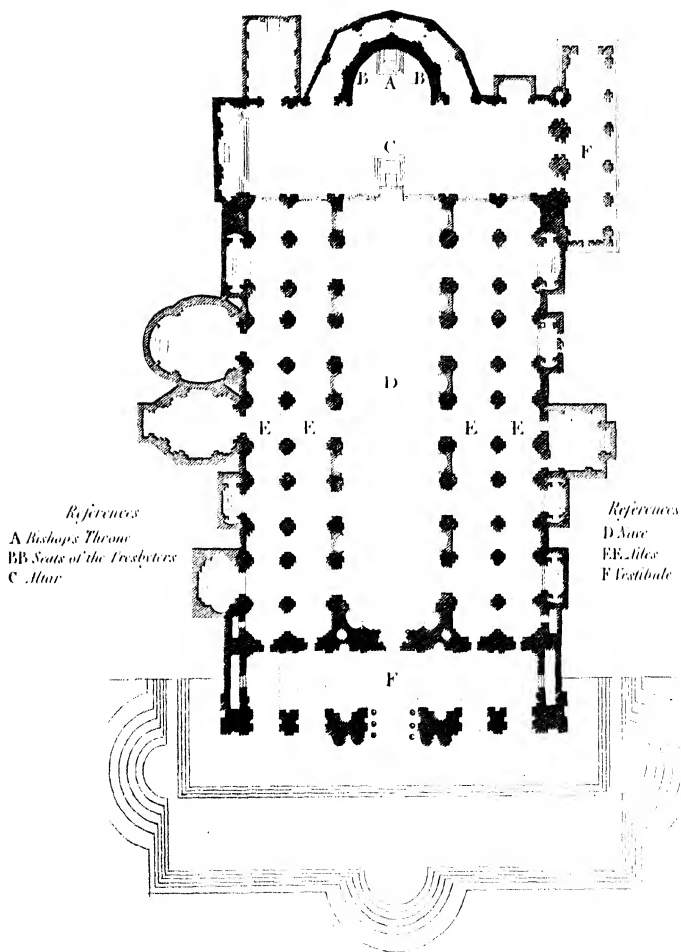 B A B
C
F
D
E E E E
References
A Bishops Throne
BB Seats of the Presbyters
C Altar
References
D Nave
EE Ailes
F Vestibule
F